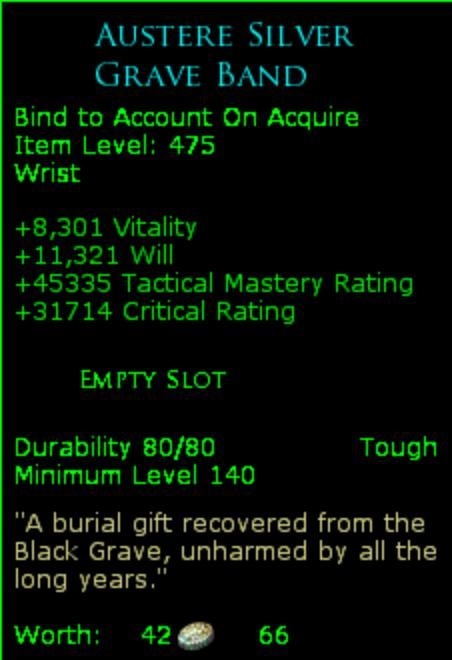 Austere Silver
Grave Band
Bind to Account On Acquire
Item Level: 475
Wrist
+8,301 Vitality
+11,321 Will
+45335 Tactical Mastery Rating
+31714 Critical Rating
Empty Slot
Durability 80/80 Tough
Minimum Level 140
"A burial gift recovered from the
Black Grave, unharmed by all the
long years."
Worth: 42 66